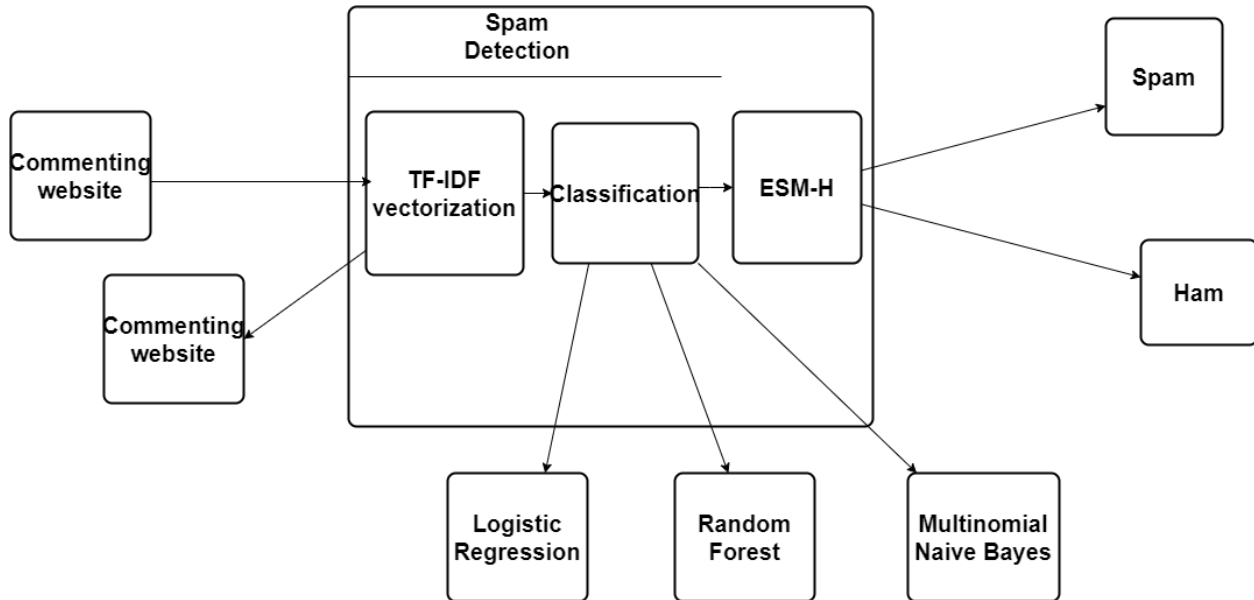 Spam
Detection
Spam
Commenting
website
TF-IDF
vectorization
Classification
ESM-H
Ham
Commenting
website
Logistic
Regression
Random
Forest
Multinomial
Naive Bayes